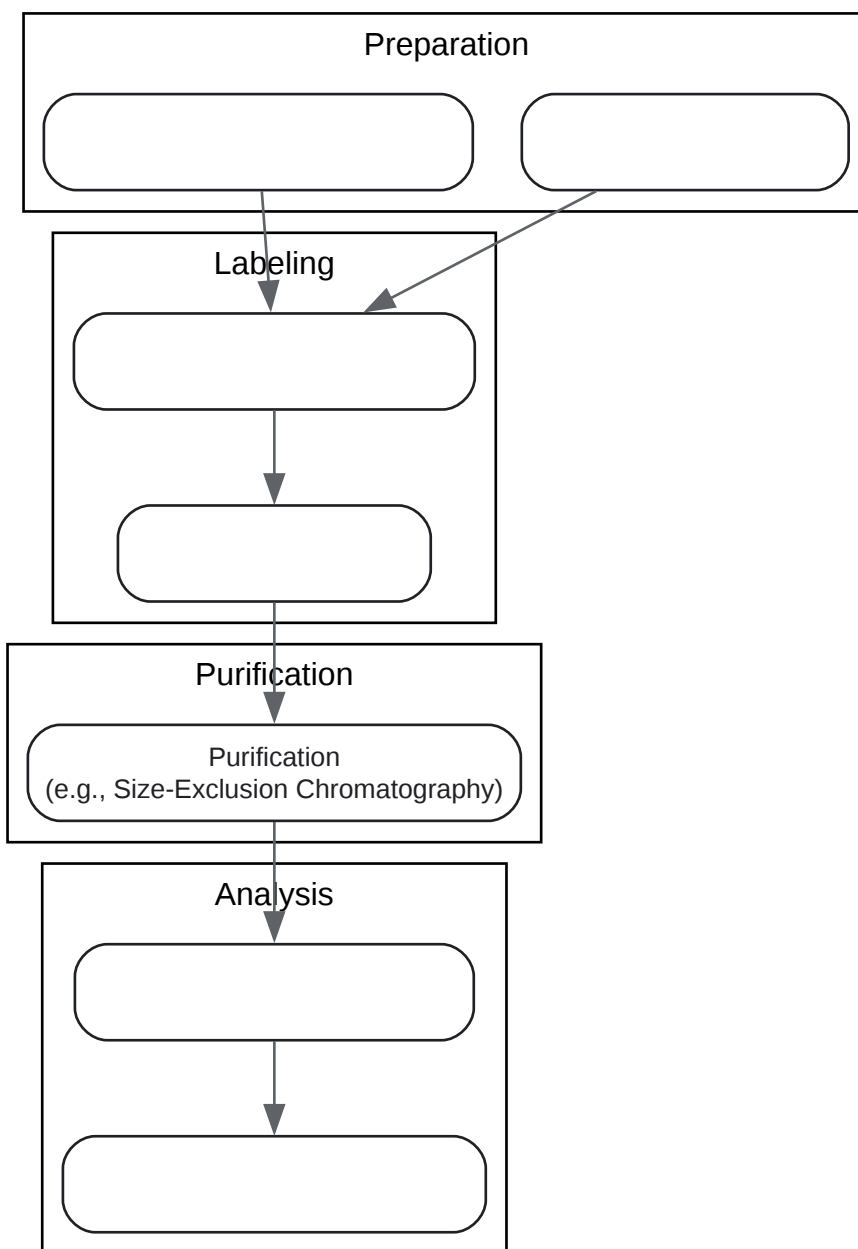 Preparation
Labeling
Purification
Purification
(e.g., Size-Exclusion Chromatography)
Analysis